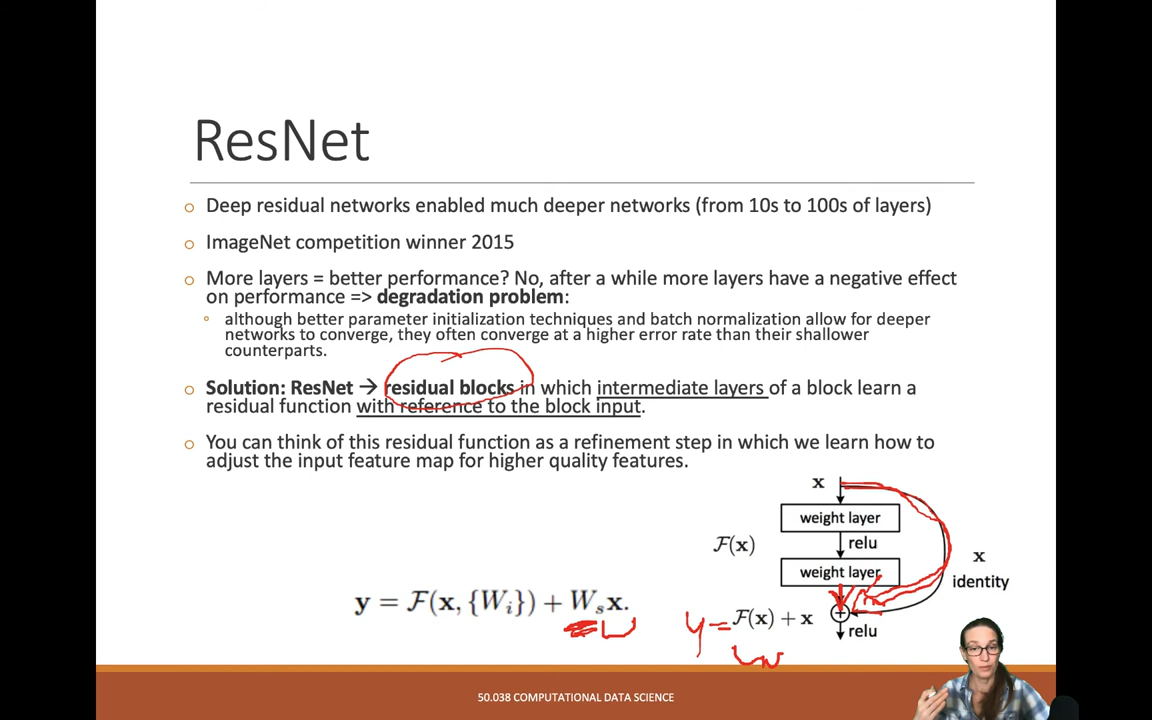 ResNet
Deep residual networks enabled much deeper networks (from 10s to 100s of layers)
ImageNet competition winner 2015
More layers = better performance? No, after a while more layers have a negative effect
on performance => degradation problem:
although better parameter initialization techniques and batch normalization allow for deeper
networks to converge, they often converge at a higher error rate than their shallower
counterparts.
Solution: ResNet → residual blocks in which intermediate layers of a block learn a
residual function with reference to the block input.
You can think of this residual function as a refinement step in which we learn how to
adjust the input feature map for higher quality features.
x
weight layer
relu
F(x)
weight layer
x
identity
y = F(x, {Wᵢ}) + Wₛx.
y = F(x) + x
relu
50.038 COMPUTATIONAL DATA SCIENCE